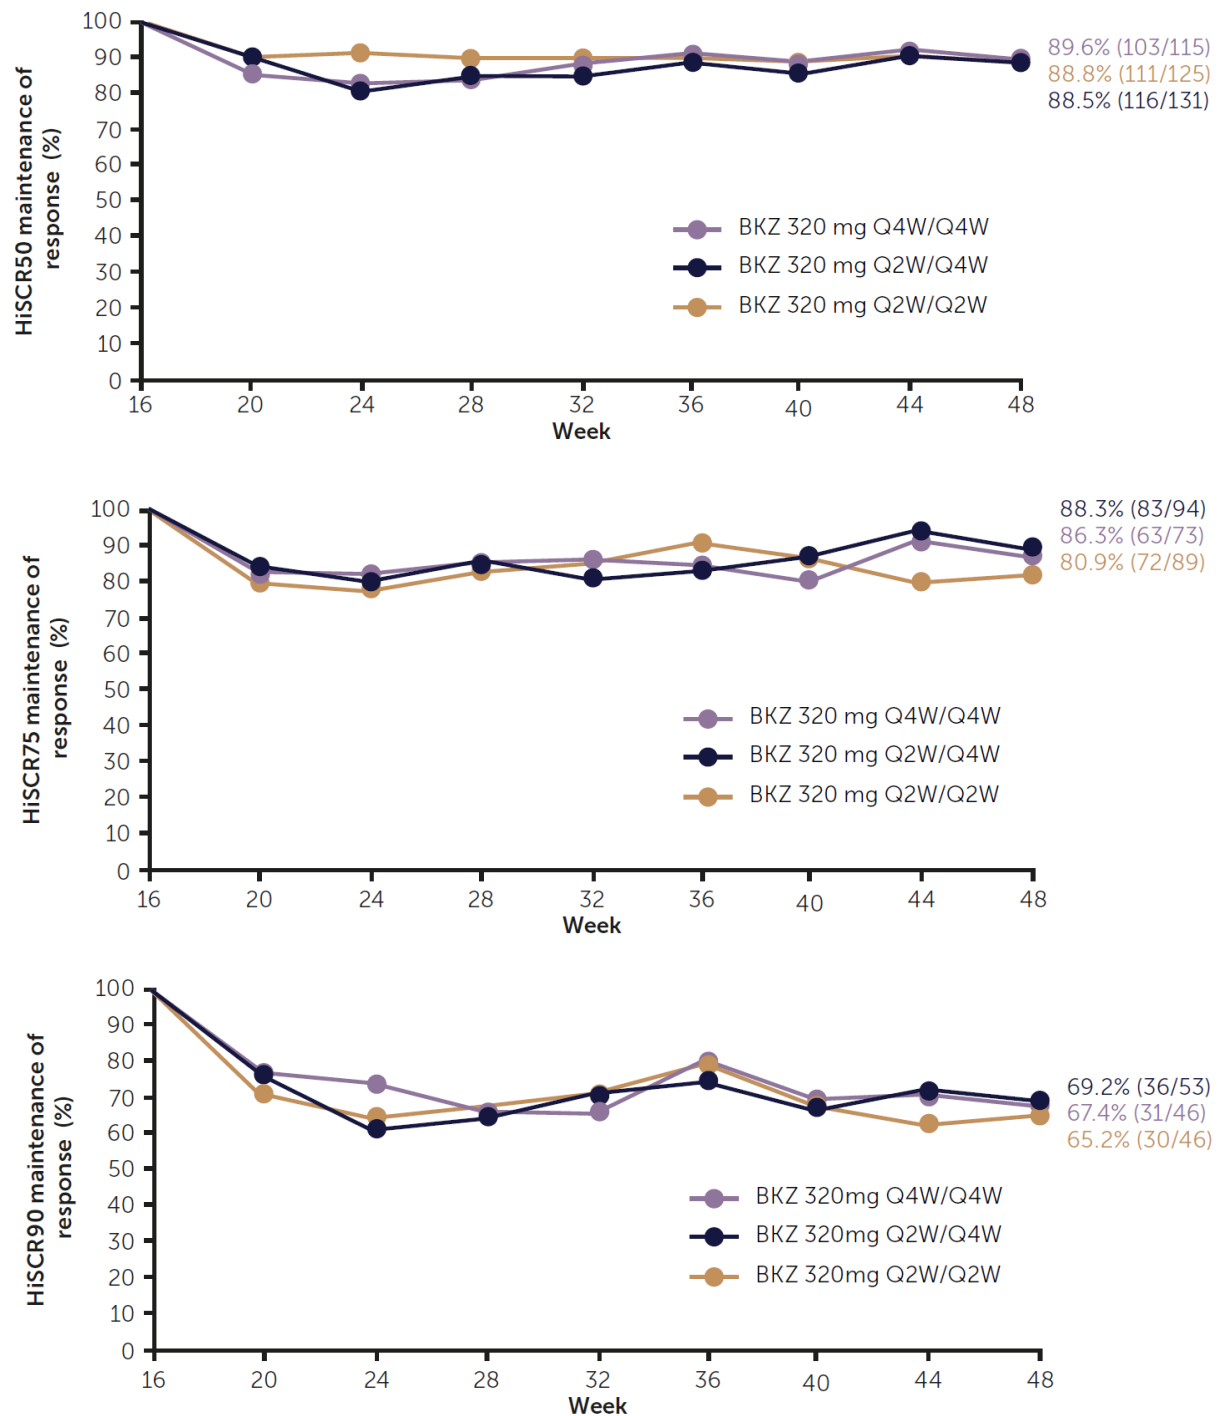 HiSCR50 maintenance of
response (%)
100
90
80
70
60
50
40
30
20
10
0
16 20 24 28 32 36 40 44 48
Week
BKZ 320 mg Q4W/Q4W
BKZ 320 mg Q2W/Q4W
BKZ 320 mg Q2W/Q2W
89.6% (103/115)
88.8% (111/125)
88.5% (116/131)
HiSCR75 maintenance of
response (%)
100
90
80
70
60
50
40
30
20
10
0
16 20 24 28 32 36 40 44 48
Week
BKZ 320 mg Q4W/Q4W
BKZ 320 mg Q2W/Q4W
BKZ 320 mg Q2W/Q2W
88.3% (83/94)
86.3% (63/73)
80.9% (72/89)
HiSCR90 maintenance of
response (%)
100
90
80
70
60
50
40
30
20
10
0
16 20 24 28 32 36 40 44 48
Week
BKZ 320mg Q4W/Q4W
BKZ 320mg Q2W/Q4W
BKZ 320mg Q2W/Q2W
69.2% (36/53)
67.4% (31/46)
65.2% (30/46)